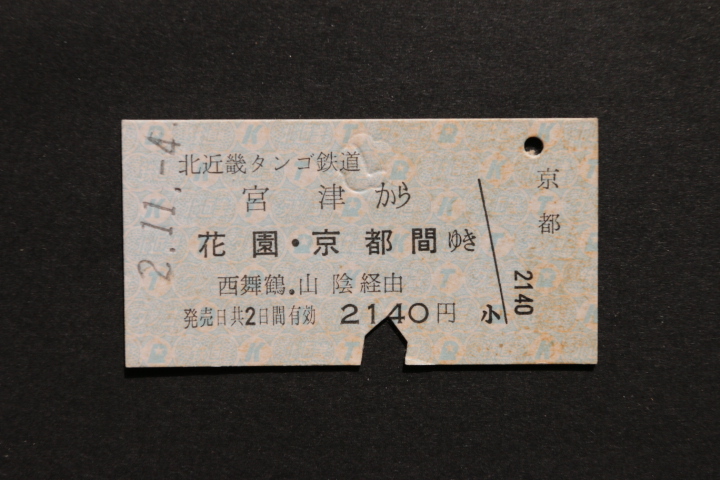 2.11.-4.
北近畿タンゴ鉄道
宮津から
花園・京都間ゆき
西舞鶴.山陰経由
発売日共2日間有効 2140円 小
京都
2140